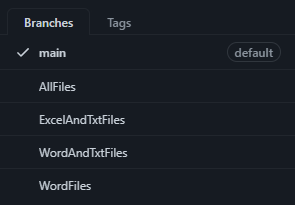 Branches Tags
main default
AllFiles
ExcelAndTxtFiles
WordAndTxtFiles
WordFiles